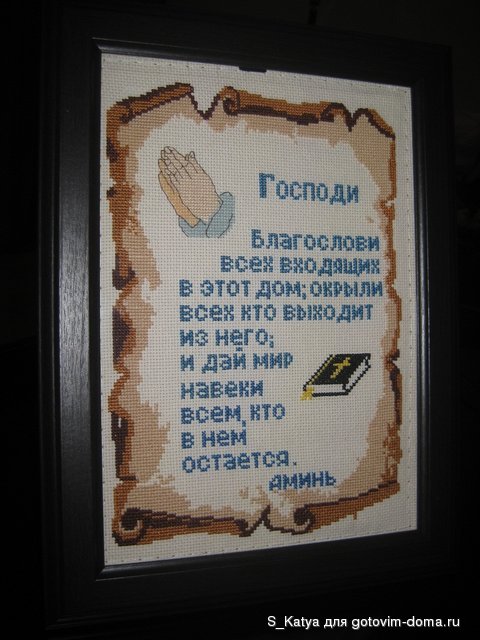 Господи
Благослови
всех входящих
в этот дом; окрыли
всех кто выходит
из него;
и дай мир
навеки
всем, кто
в нем
остается.
аминь
S_Katya для gotovim-doma.ru